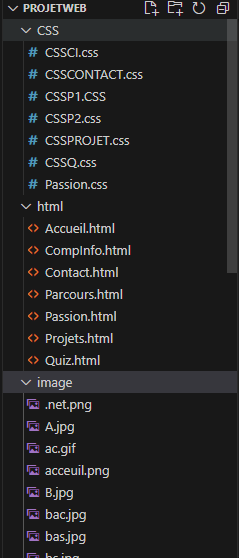 PROJETWEB
CSS
CSSCI.css
CSSCONTACT.css
CSSP1.CSS
CSSP2.css
CSSPROJET.css
CSSQ.css
Passion.css
html
Accueil.html
CompInfo.html
Contact.html
Parcours.html
Passion.html
Projets.html
Quiz.html
image
.net.png
A.jpg
ac.gif
acceuil.png
B.jpg
bac.jpg
bas.jpg